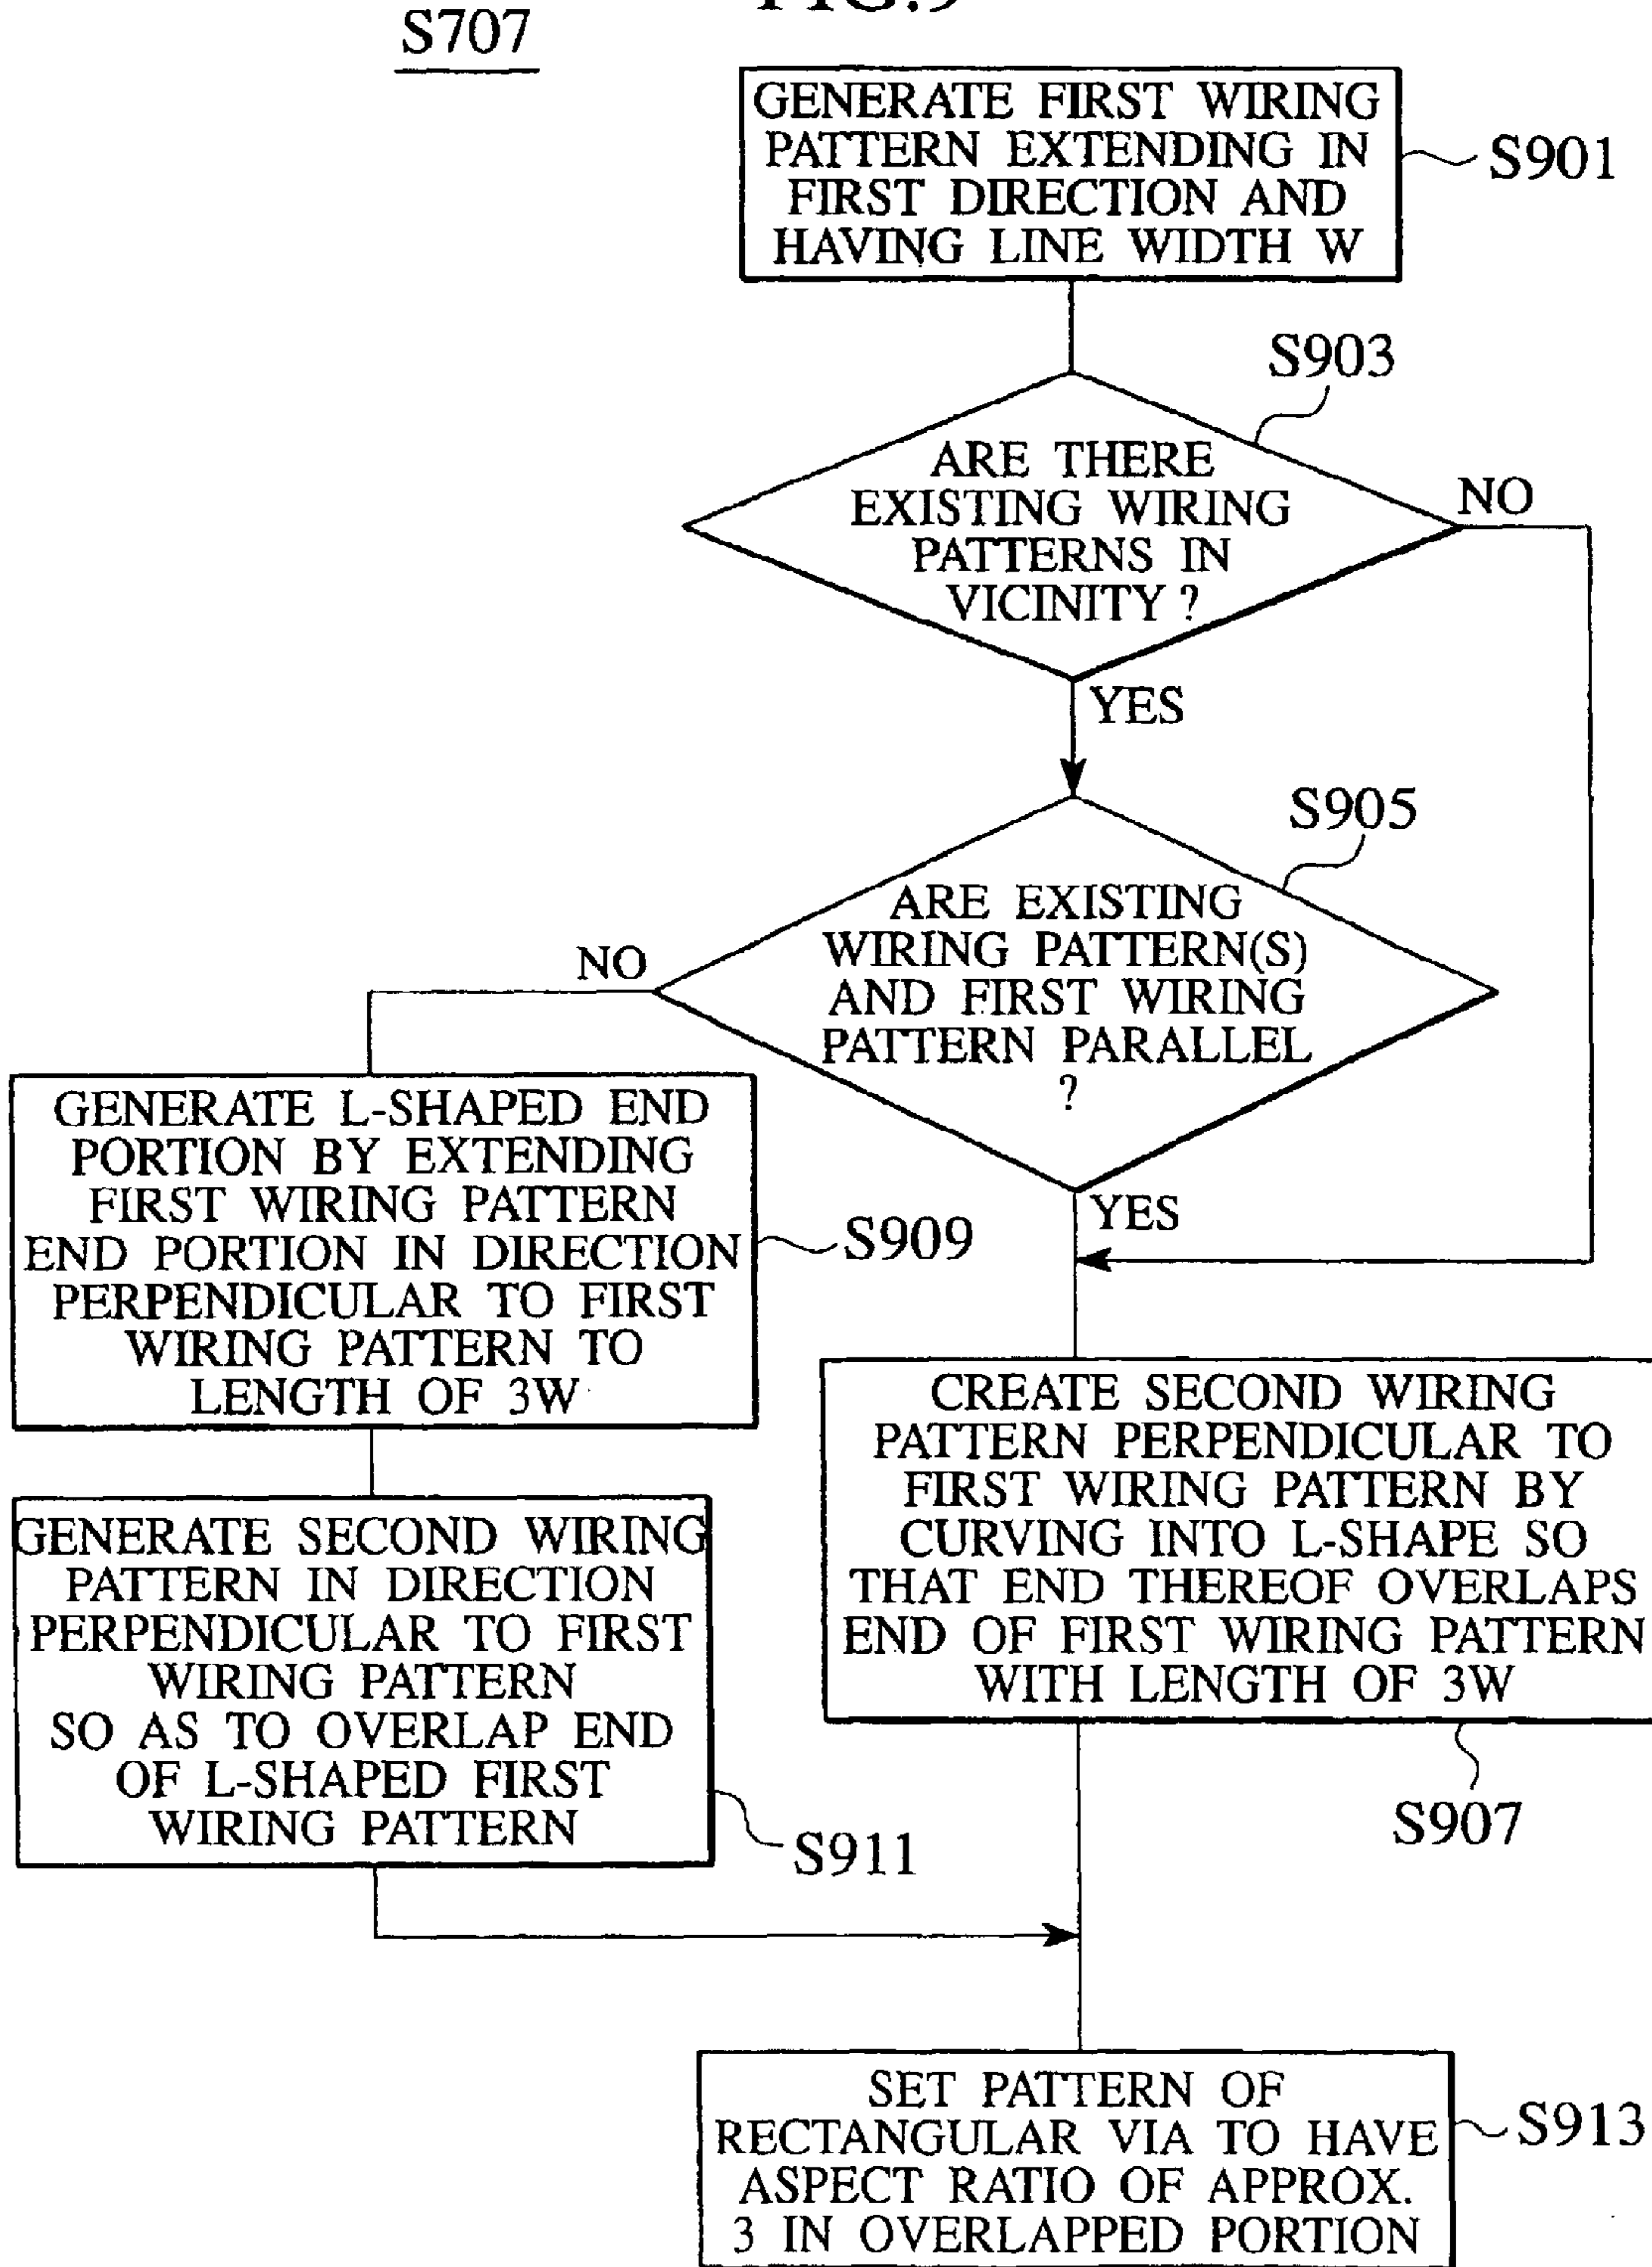 FIG.9
S707
GENERATE FIRST WIRING
PATTERN EXTENDING IN
FIRST DIRECTION AND
HAVING LINE WIDTH W
S901
S903
ARE THERE
EXISTING WIRING
PATTERNS IN
VICINITY ?
NO
YES
S905
ARE EXISTING
WIRING PATTERN(S)
AND FIRST WIRING
PATTERN PARALLEL
?
NO
YES
GENERATE L-SHAPED END
PORTION BY EXTENDING
FIRST WIRING PATTERN
END PORTION IN DIRECTION
PERPENDICULAR TO FIRST
WIRING PATTERN TO
LENGTH OF 3W
S909
CREATE SECOND WIRING
PATTERN PERPENDICULAR TO
FIRST WIRING PATTERN BY
CURVING INTO L-SHAPE SO
THAT END THEREOF OVERLAPS
END OF FIRST WIRING PATTERN
WITH LENGTH OF 3W
S907
GENERATE SECOND WIRING
PATTERN IN DIRECTION
PERPENDICULAR TO FIRST
WIRING PATTERN
SO AS TO OVERLAP END
OF L-SHAPED FIRST
WIRING PATTERN
S911
SET PATTERN OF
RECTANGULAR VIA TO HAVE
ASPECT RATIO OF APPROX.
3 IN OVERLAPPED PORTION
S913